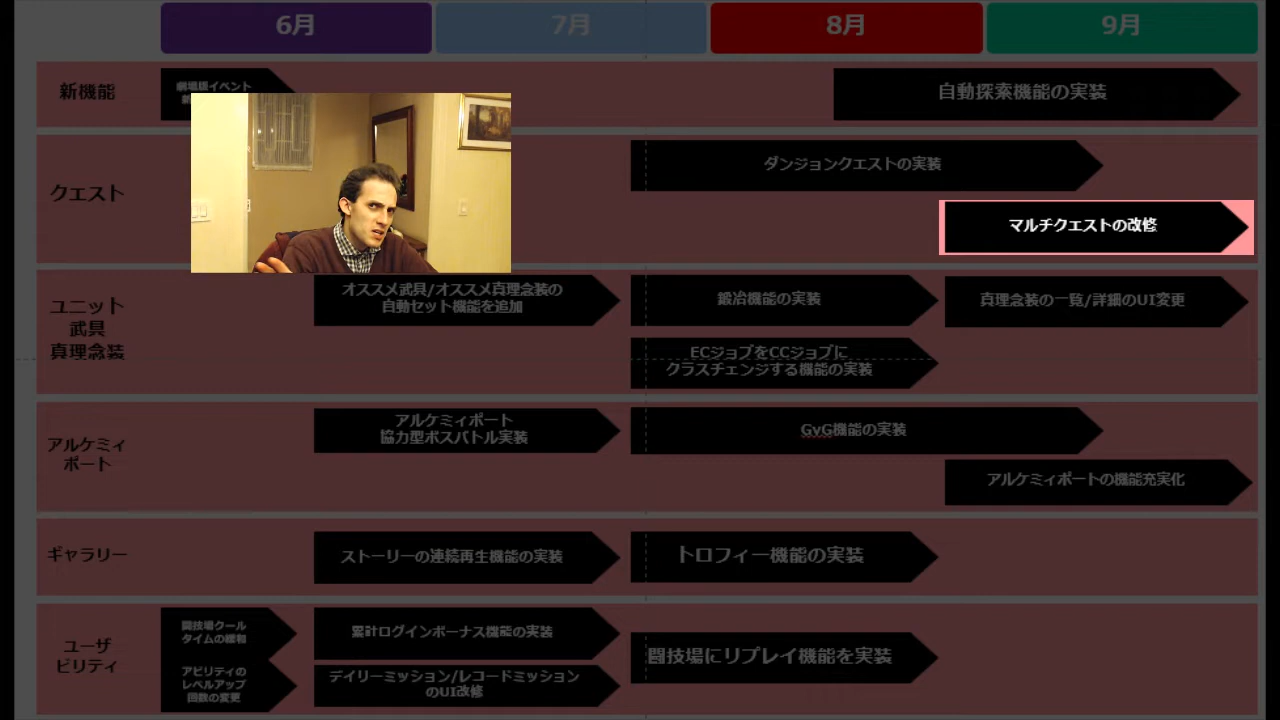 6月
7月
8月
9月
新機能
劇場版イベント
自動探索機能の実装
クエスト
ダンジョンクエストの実装
マルチクエストの改修
ユニット
武具
真理念装
オススメ武具/オススメ真理念装の
自動セット機能を追加
鍛冶機能の実装
真理念装の一覧/詳細のUI変更
ECジョブをCCジョブに
クラスチェンジする機能の実装
アルケミィ
ポート
アルケミィポート
協力型ボスバトル実装
GvG機能の実装
アルケミィポートの機能充実化
ギャラリー
ストーリーの連続再生機能の実装
トロフィー機能の実装
ユーザ
ビリティ
闘技場クール
タイムの緩和
アビリティの
レベルアップ
回数の変更
累計ログインボーナス機能の実装
デイリーミッション/レコードミッション
のUI改修
闘技場にリプレイ機能を実装